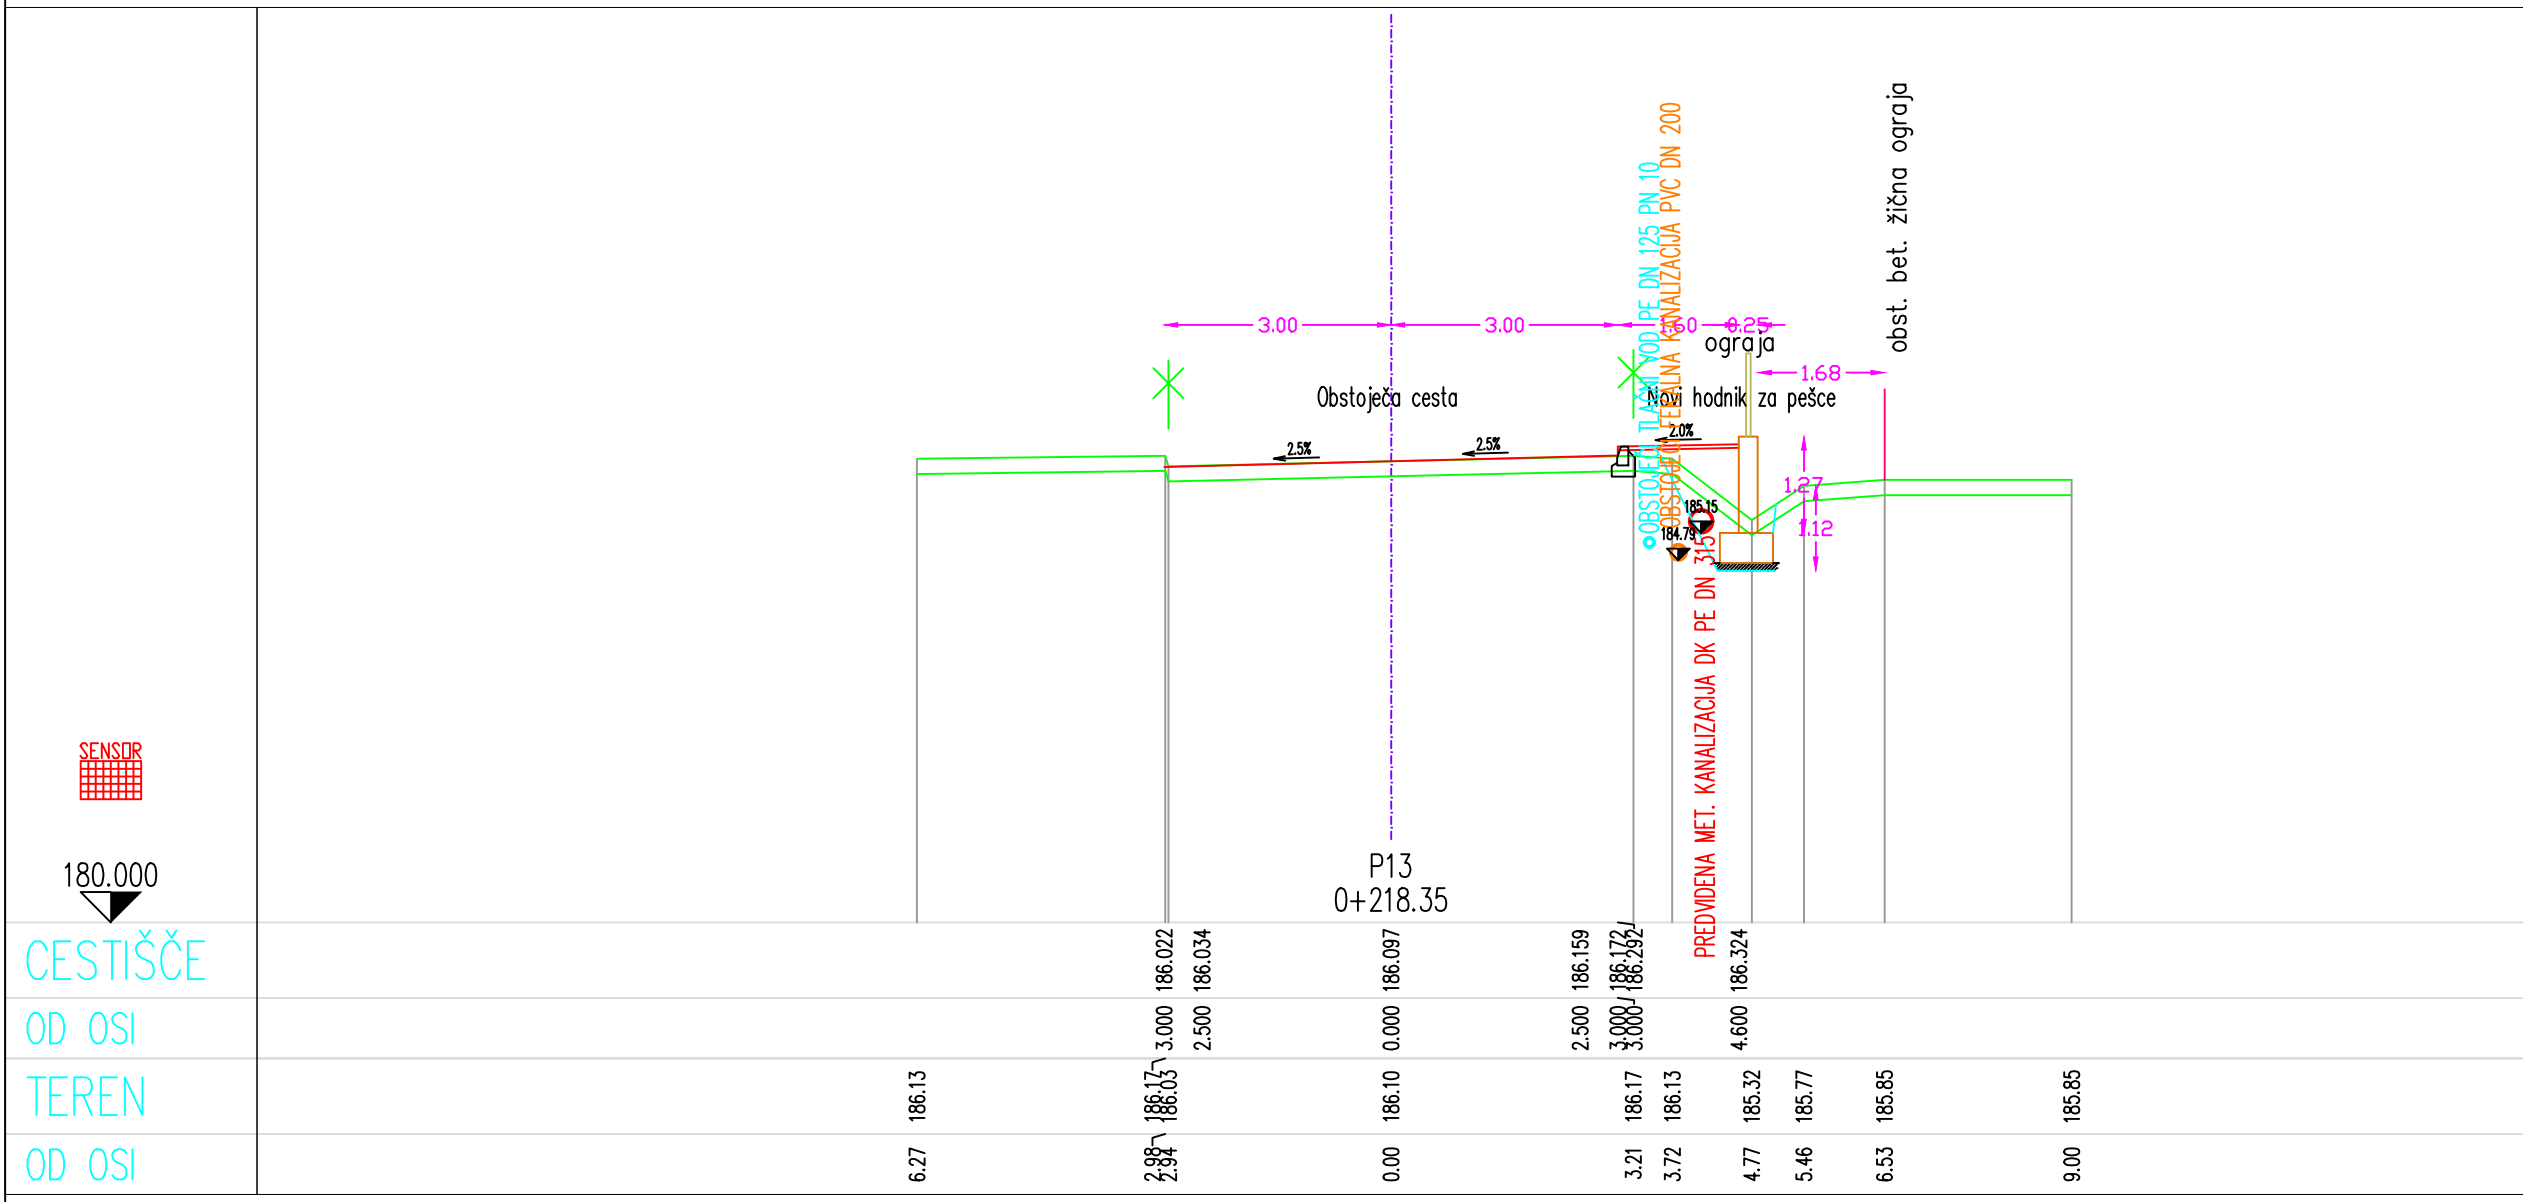 OBSTOJEČI TLAČNI VOD PE DN 125 PN 10
OBSTOJEČA FEKALNA KANALIZACIJA PVC DN 200
obst. bet. žična ograja
3.00
3.00
1.60
0.25
ograja
1.68
Obstoječa cesta
Novi hodnik za pešce
2.5%
2.5%
2.0%
1.27
185.15
1.12
184.79
PREDVIDENA MET. KANALIZACIJA DK PE DN 315
SENSOR
180.000
P13
0+218.35
CESTIŠČE 186.022 186.034 186.097 186.159 186.172 186.292 186.324
OD OSI 3.000 2.500 0.000 2.500 3.000 3.000 4.600
TEREN 186.13 186.17 186.03 186.10 186.17 186.13 185.32 185.77 185.85 185.85
OD OSI 6.27 2.98 2.94 0.00 3.21 3.72 4.77 5.46 6.53 9.00